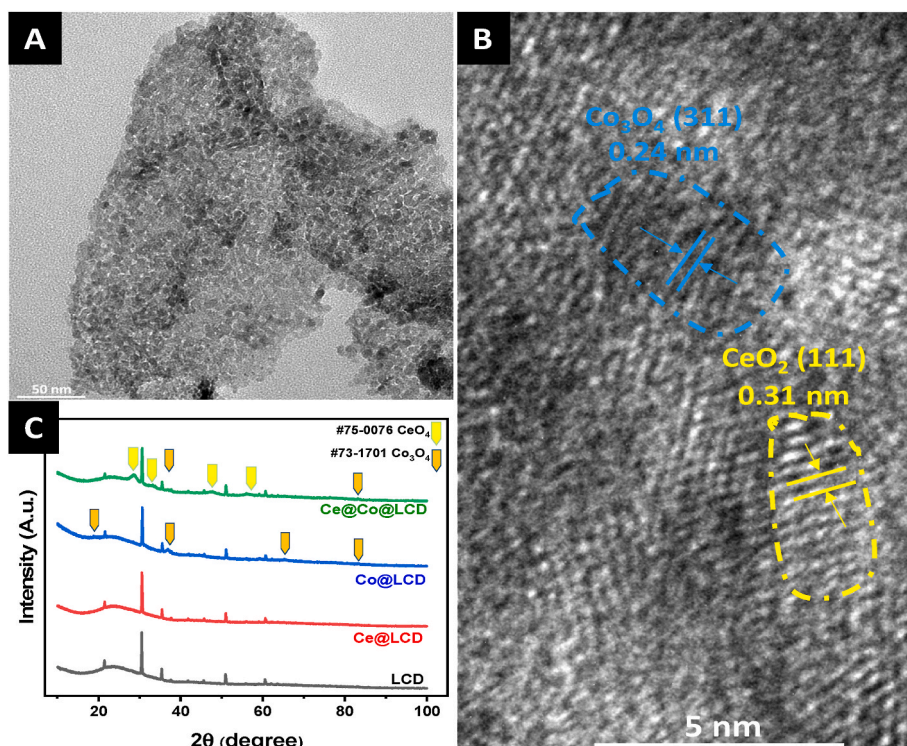 A
50 nm
B
Co₃O₄ (311)
0.24 nm
CeO₂ (111)
0.31 nm
5 nm
C
#75-0076 CeO₄
#73-1701 Co₃O₄
Ce@Co@LCD
Co@LCD
Ce@LCD
LCD
Intensity (A.u.)
20 40 60 80 100
2θ (degree)